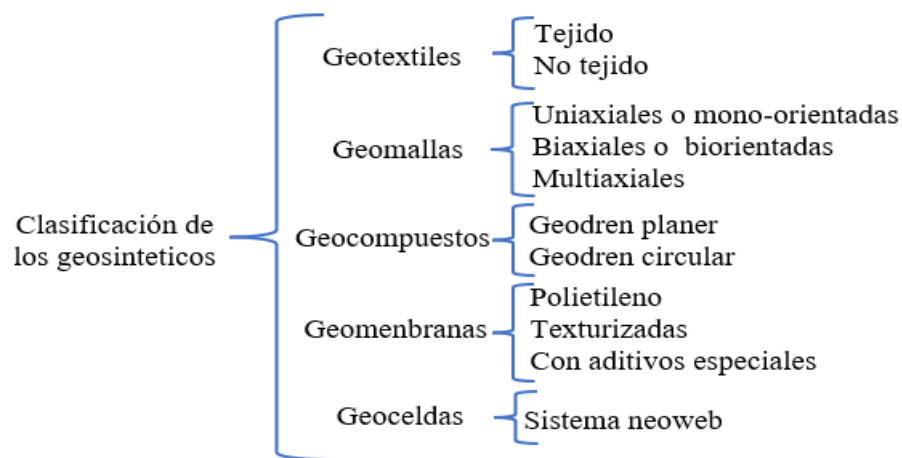 Clasificación de
los geosinteticos
Geotextiles
Tejido
No tejido
Geomallas
Uniaxiales o mono-orientadas
Biaxiales o biorientadas
Multiaxiales
Geocompuestos
Geodren planer
Geodren circular
Geomenbranas
Polietileno
Texturizadas
Con aditivos especiales
Geoceldas
Sistema neoweb